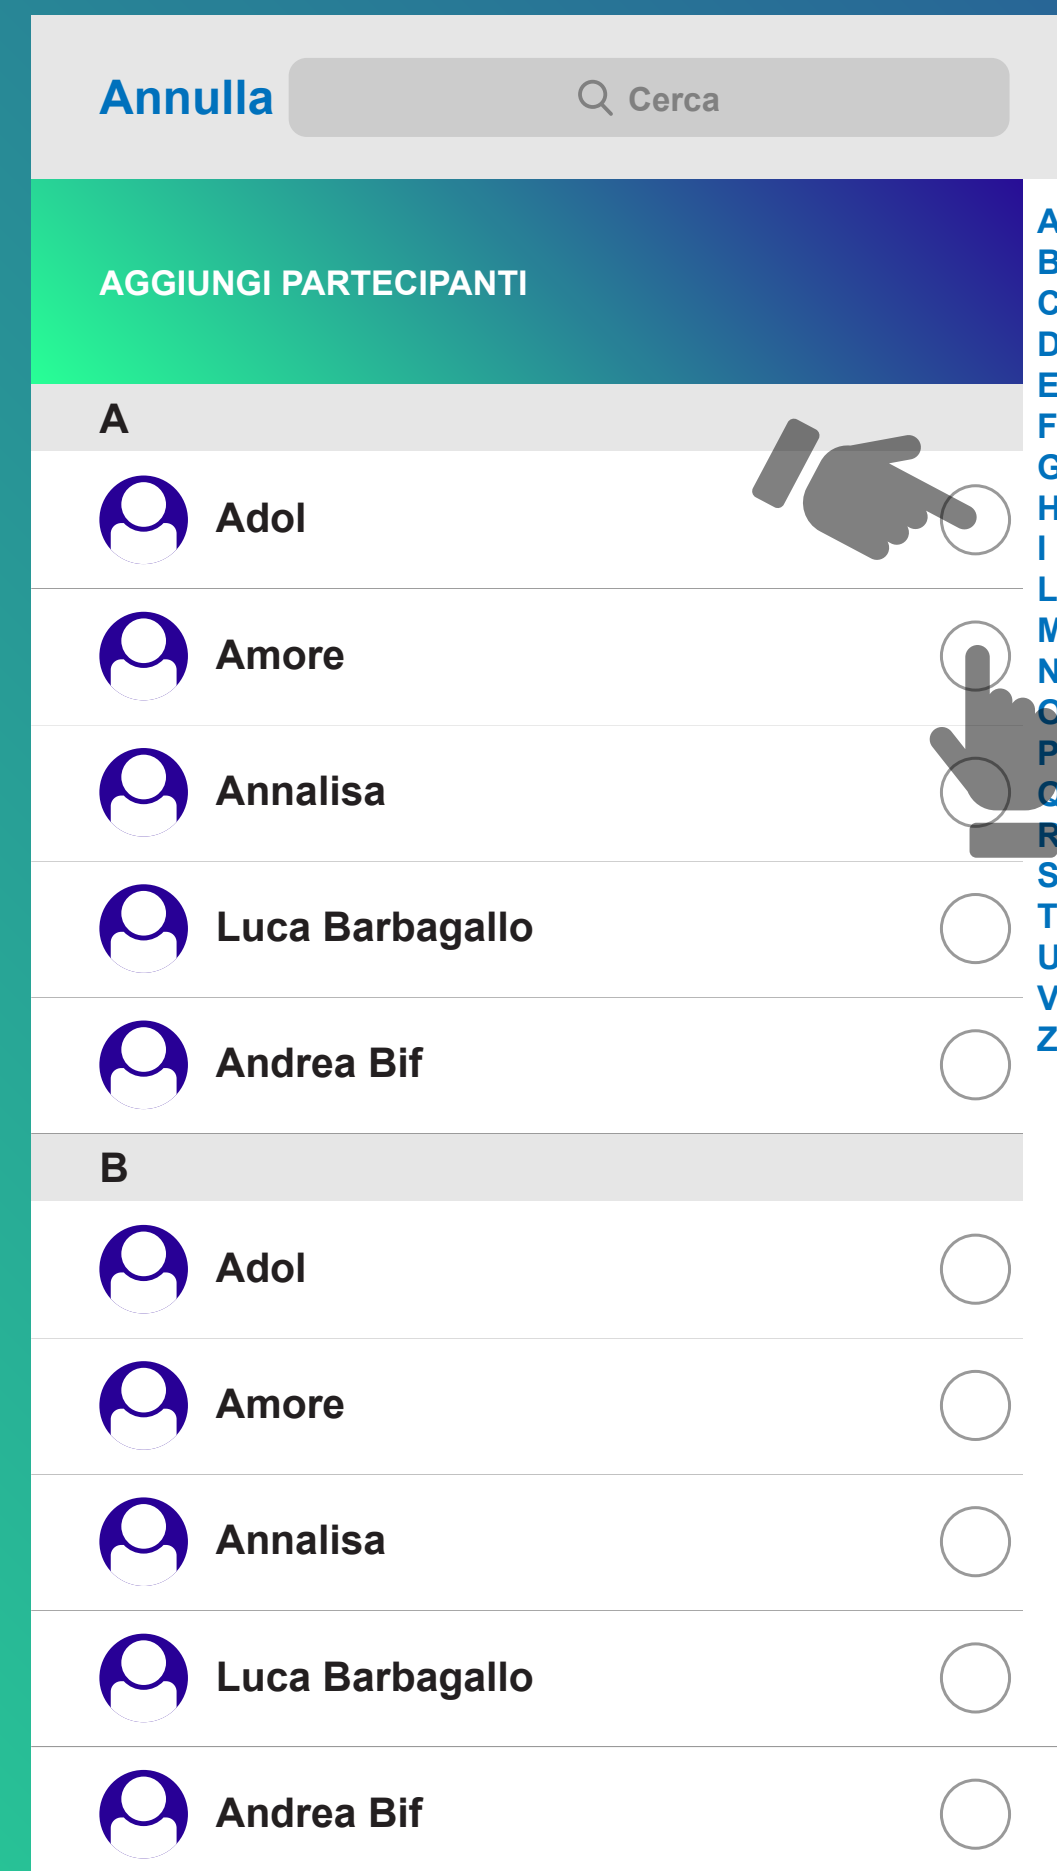 Annulla
Cerca
AGGIUNGI PARTECIPANTI
A
Adol
Amore
Annalisa
Luca Barbagallo
Andrea Bif
B
Adol
Amore
Annalisa
Luca Barbagallo
Andrea Bif
A
B
C
D
E
F
G
H
I
L
M
N
O
P
Q
R
S
T
U
V
Z